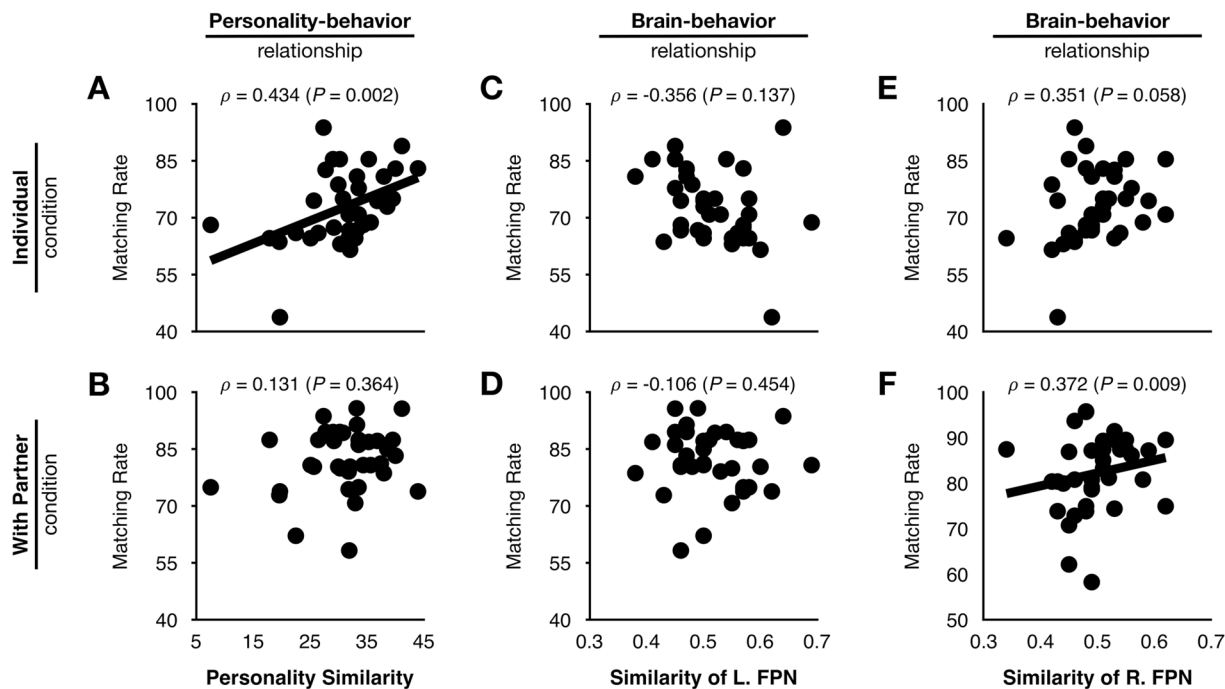 Personality-behavior
relationship
Brain-behavior
relationship
Brain-behavior
relationship
Individual
condition
A
ρ = 0.434 (P = 0.002)
Matching Rate
100
85
70
55
40
C
ρ = -0.356 (P = 0.137)
Matching Rate
100
85
70
55
40
E
ρ = 0.351 (P = 0.058)
Matching Rate
100
85
70
55
40
With Partner
condition
B
ρ = 0.131 (P = 0.364)
Matching Rate
100
85
70
55
40
5 15 25 35 45
Personality Similarity
D
ρ = -0.106 (P = 0.454)
Matching Rate
100
85
70
55
40
0.3 0.4 0.5 0.6 0.7
Similarity of L. FPN
F
ρ = 0.372 (P = 0.009)
Matching Rate
100
90
80
70
60
50
0.3 0.4 0.5 0.6 0.7
Similarity of R. FPN